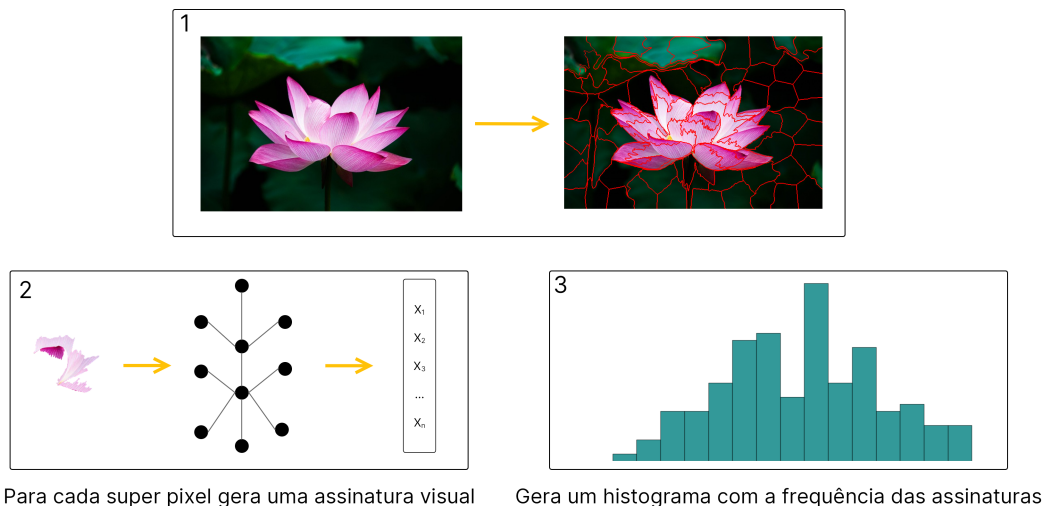 1
2
X₁
X₂
X₃
...
Xₙ
Para cada super pixel gera uma assinatura visual
3
Gera um histograma com a frequência das assinaturas